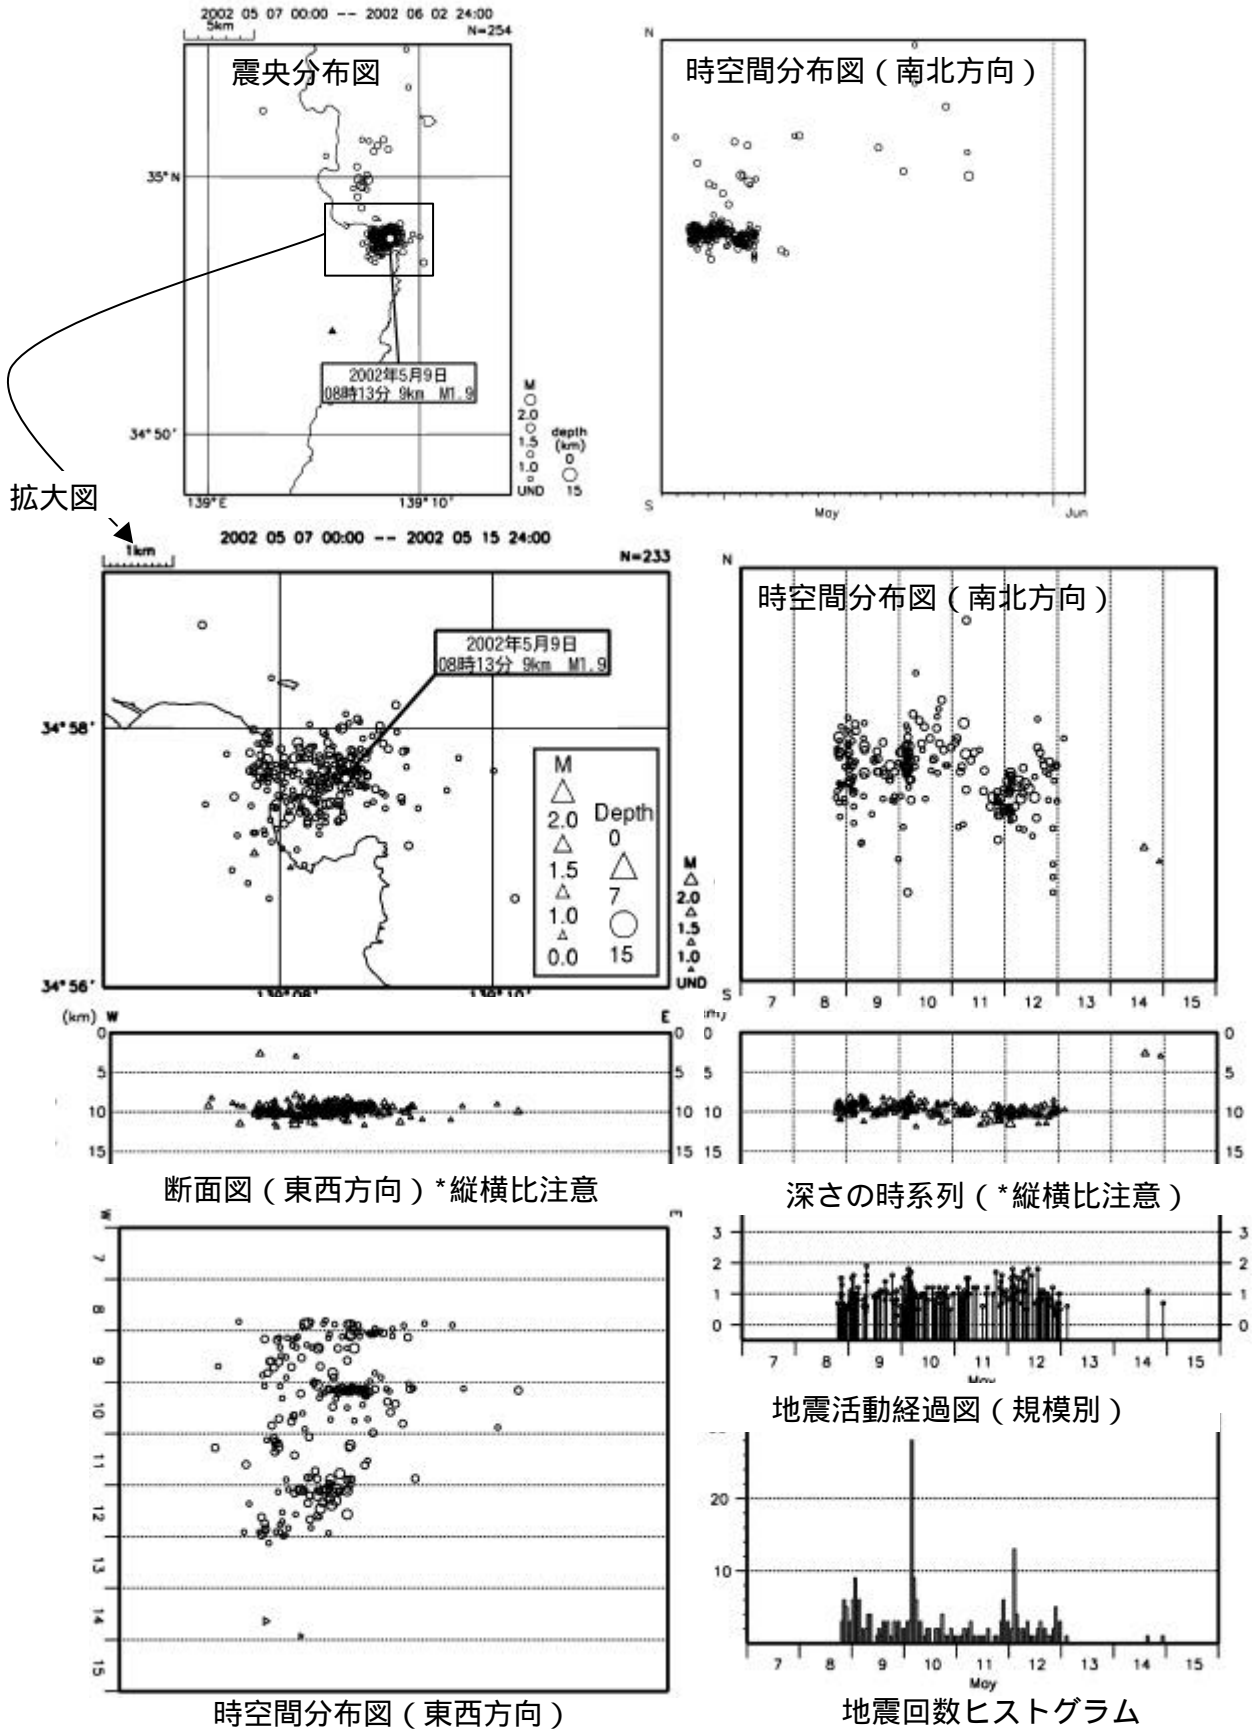 2002 05 07 00:00 -- 2002 06 02 24:00
5km
N=254
震央分布図
35°N
2002年5月9日
08時13分 9km M1.9
34°50'
139°E
139°10'
M
2.0
1.5
1.0
UND
depth
(km)
0
15
N
時空間分布図(南北方向)
S
May
Jun
拡大図
2002 05 07 00:00 -- 2002 05 15 24:00
1km
N=233
2002年5月9日
08時13分 9km M1.9
34°58'
34°56'
139°08'
139°10'
M
2.0
1.5
1.0
0.0
Depth
0
7
15
M
2.0
1.5
1.0
UND
N
時空間分布図(南北方向)
S
7 8 9 10 11 12 13 14 15
(km) W E
0 0
5 5
10 10
15 15
断面図(東西方向)*縦横比注意
0 0
5 5
10 10
15 15
深さの時系列(*縦横比注意)
W E
7
8
9
10
11
12
13
14
15
時空間分布図(東西方向)
3 3
2 2
1 1
0 0
7 8 9 10 11 12 13 14 15
May
地震活動経過図(規模別)
20
10
7 8 9 10 11 12 13 14 15
May
地震回数ヒストグラム